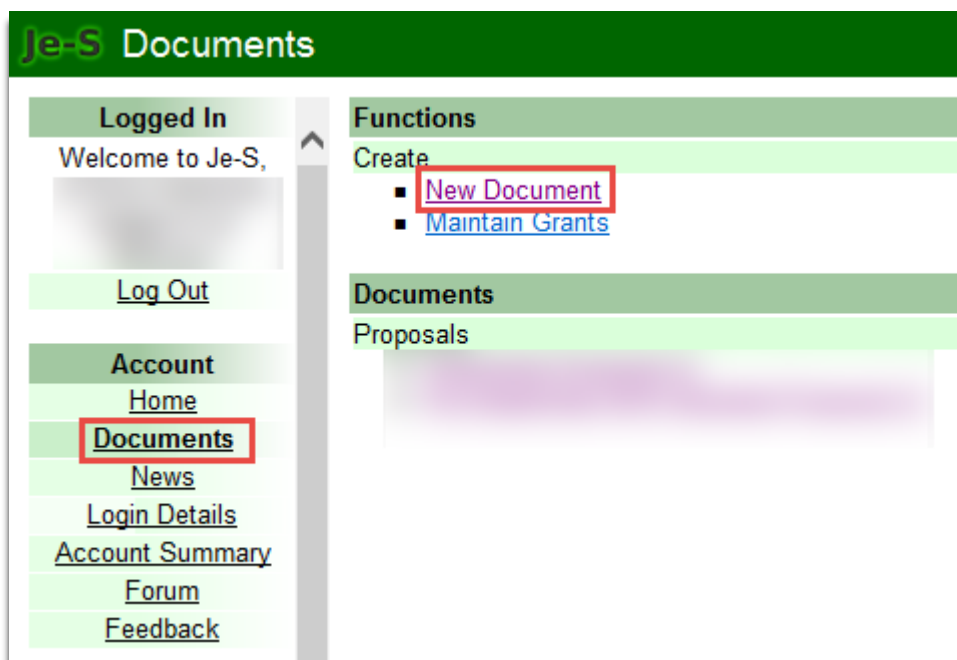 Je-S Documents
Logged In
Welcome to Je-S,
Log Out
Account
Home
Documents
News
Login Details
Account Summary
Forum
Feedback
Functions
Create
New Document
Maintain Grants
Documents
Proposals